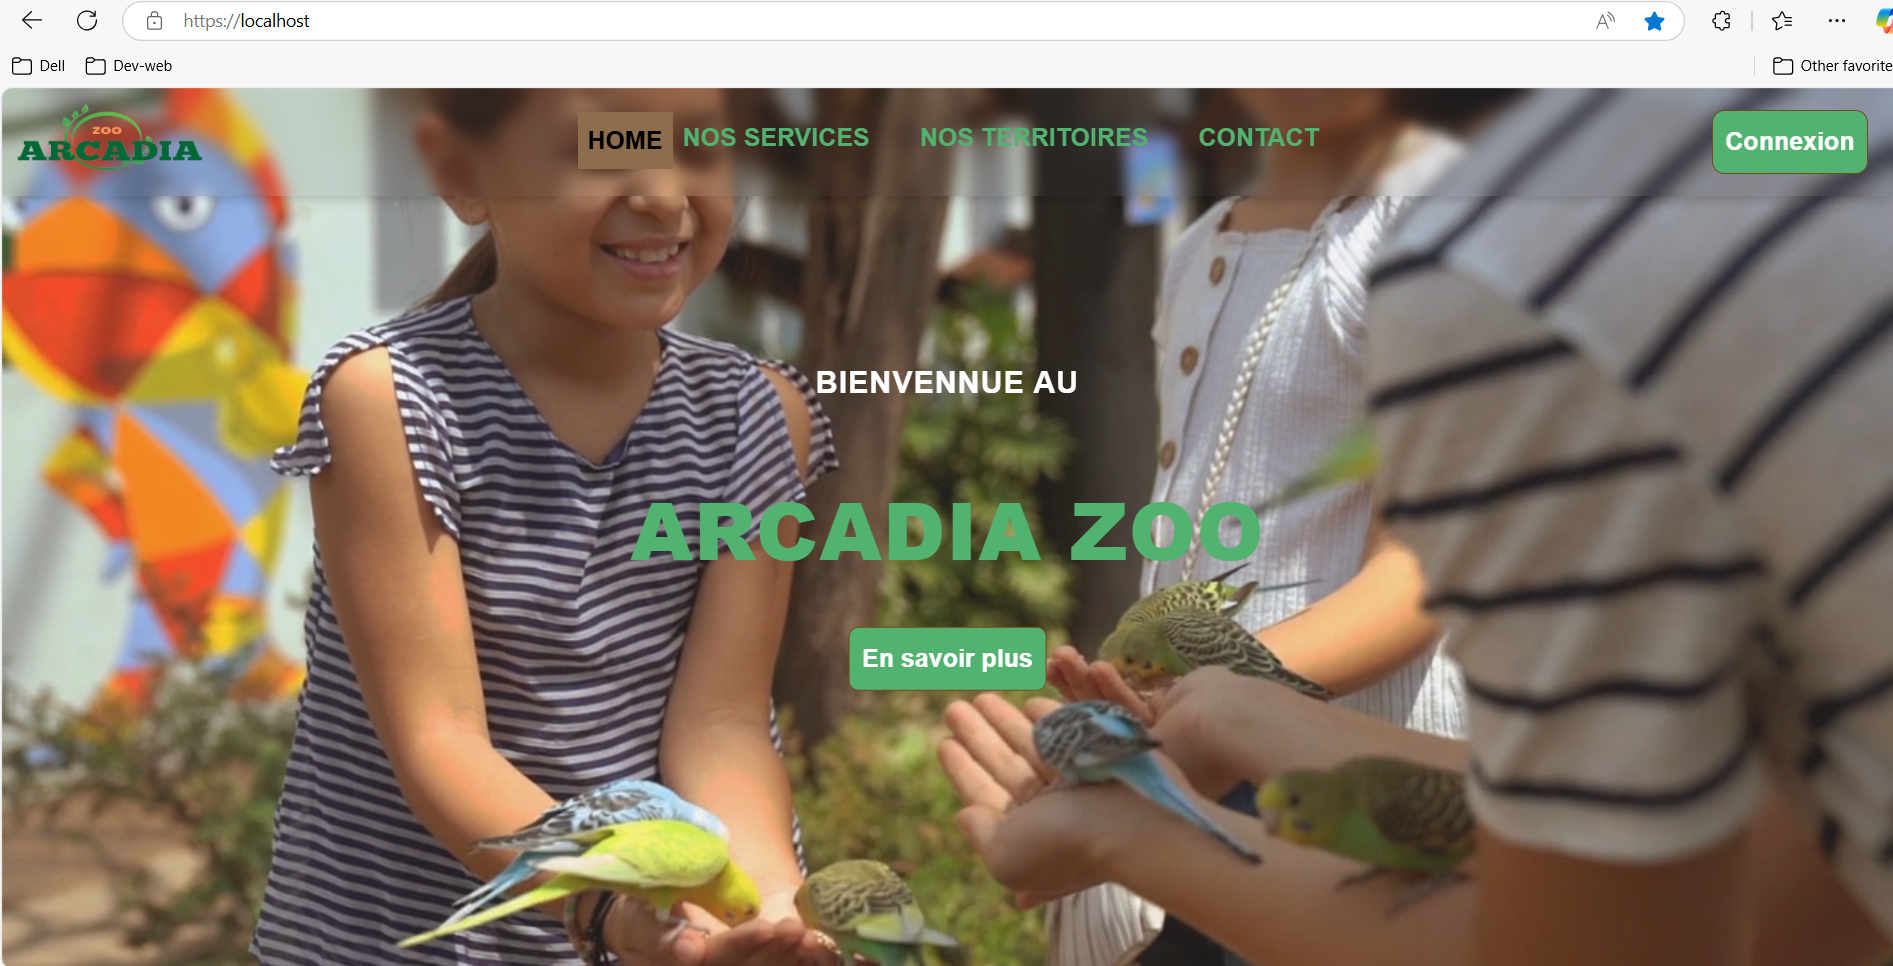 https://localhost
Dell
Dev-web
Other favorite
ZOO
ARCADIA
HOME
NOS SERVICES
NOS TERRITOIRES
CONTACT
Connexion
BIENVENNUE AU
ARCADIA ZOO
En savoir plus